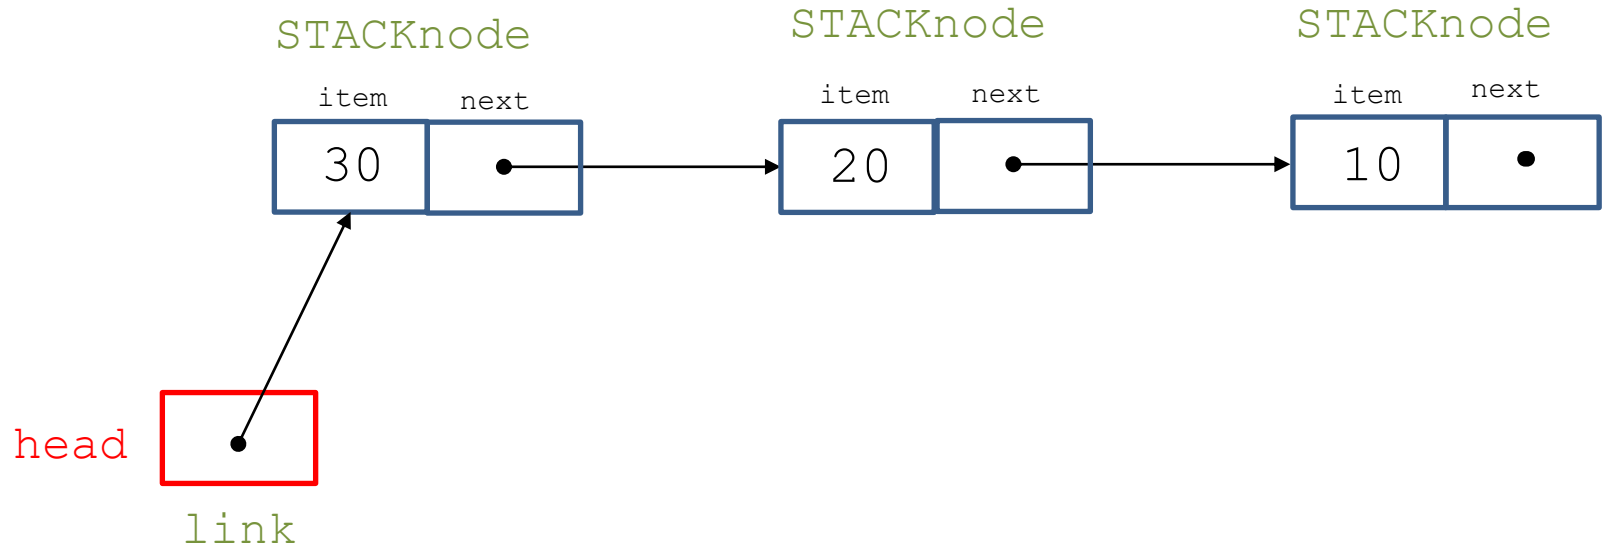 STACKnode STACKnode STACKnode
item next item next item next
30 20 10
head
link